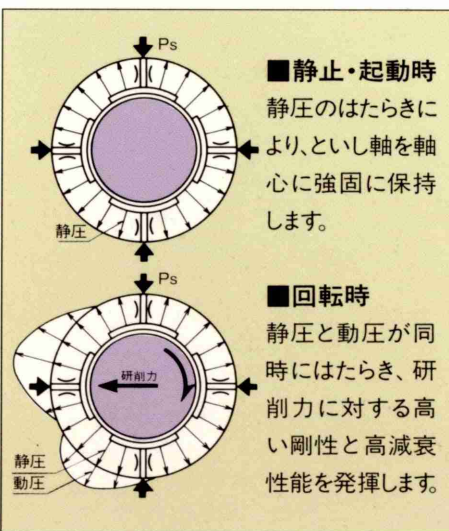 Ps
静圧
■静止・起動時
静圧のはたらきに
より、といし軸を軸
心に強固に保持
します。
Ps
研削力
静圧
動圧
■回転時
静圧と動圧が同
時にはたらき、研
削力に対する高
い剛性と高減衰
性能を発揮します。